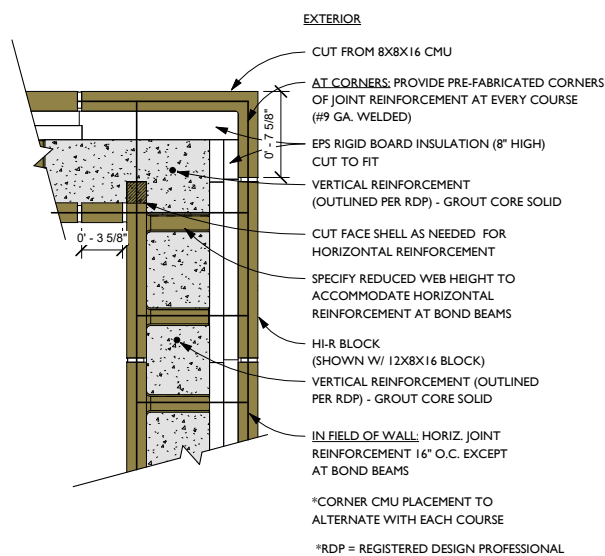 EXTERIOR
CUT FROM 8X8X16 CMU
AT CORNERS: PROVIDE PRE-FABRICATED CORNERS
OF JOINT REINFORCEMENT AT EVERY COURSE
(#9 GA. WELDED)
0' - 7 5/8"
EPS RIGID BOARD INSULATION (8" HIGH)
CUT TO FIT
VERTICAL REINFORCEMENT
(OUTLINED PER RDP) - GROUT CORE SOLID
0' - 3 5/8"
CUT FACE SHELL AS NEEDED FOR
HORIZONTAL REINFORCEMENT
SPECIFY REDUCED WEB HEIGHT TO
ACCOMMODATE HORIZONTAL
REINFORCEMENT AT BOND BEAMS
HI-R BLOCK
(SHOWN W/ 12X8X16 BLOCK)
VERTICAL REINFORCEMENT (OUTLINED
PER RDP) - GROUT CORE SOLID
IN FIELD OF WALL: HORIZ. JOINT
REINFORCEMENT 16" O.C. EXCEPT
AT BOND BEAMS
*CORNER CMU PLACEMENT TO
ALTERNATE WITH EACH COURSE
*RDP = REGISTERED DESIGN PROFESSIONAL